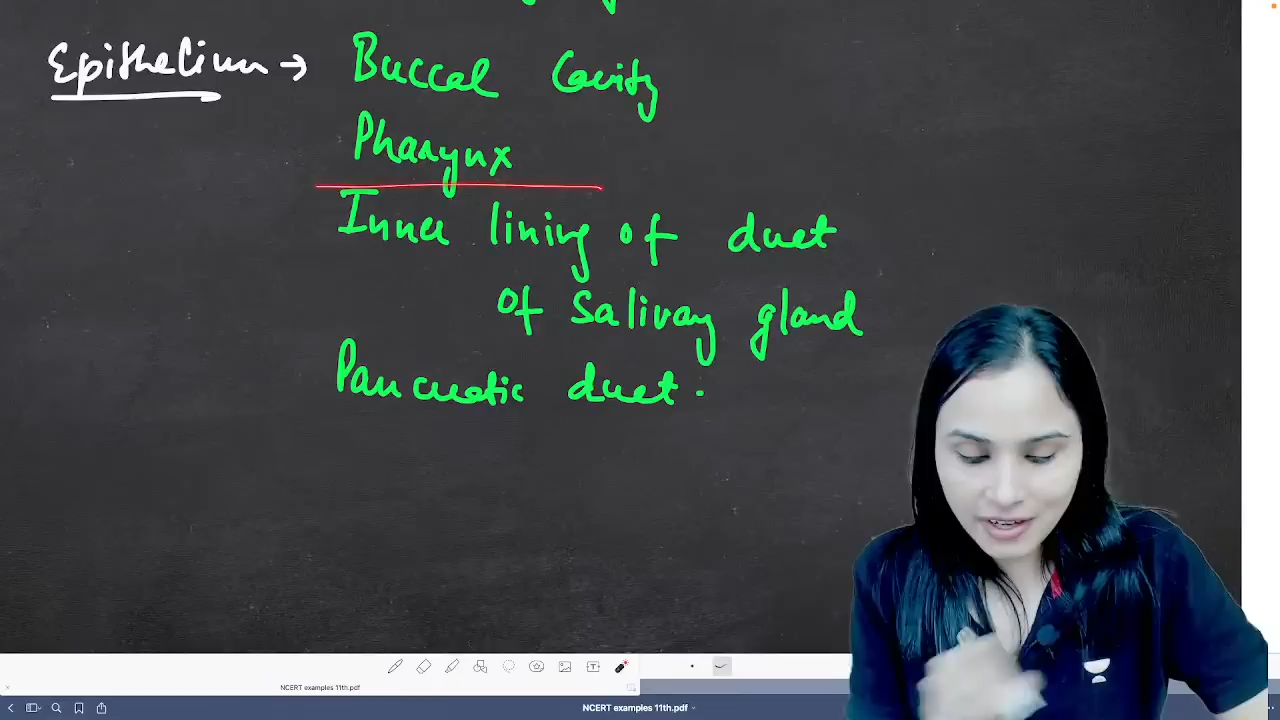 Epithelium → Buccal Cavity
Pharynx
Inner lining of duct
of Salivary gland
Pancreatic duct.
NCERT examples 11th.pdf
NCERT examples 11th.pdf